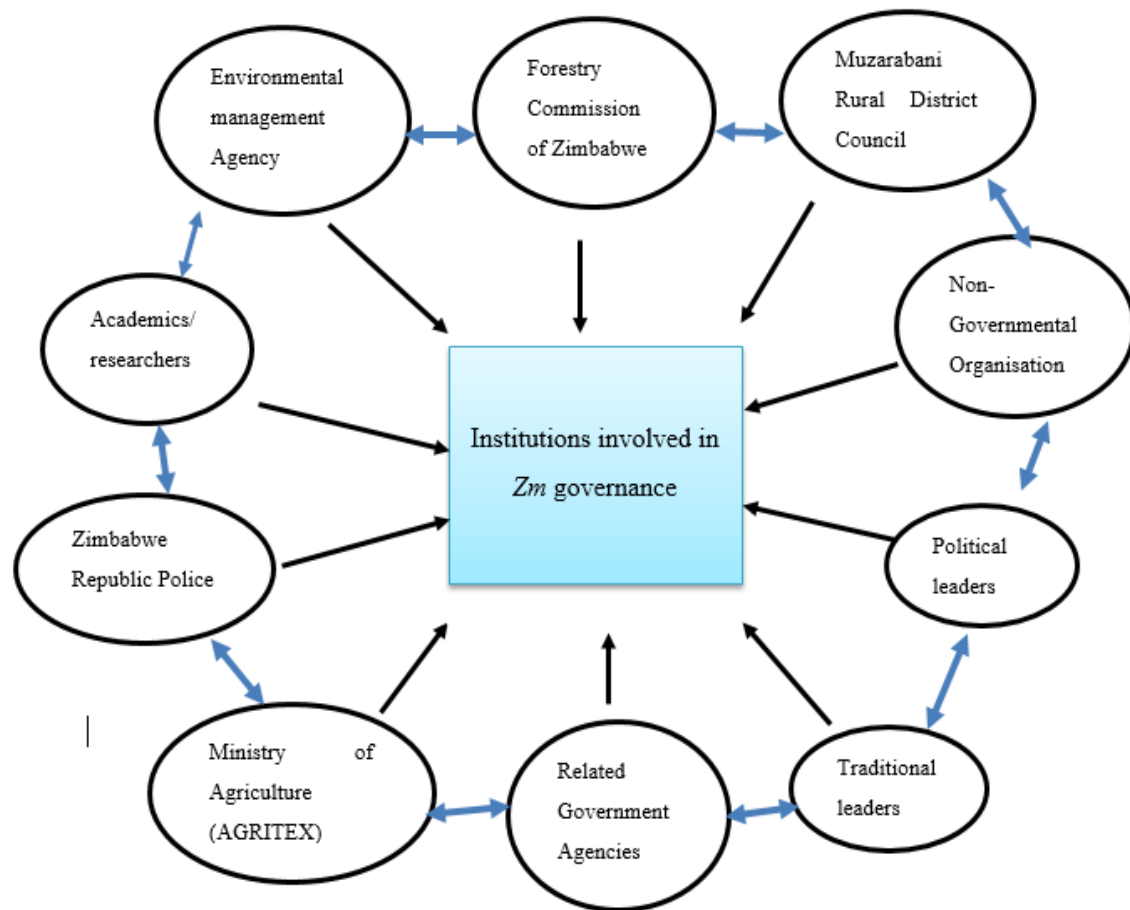 Environmental
management
Agency
Forestry
Commission
of Zimbabwe
Muzarabani
Rural District
Council
Academics/
researchers
Non-
Governmental
Organisation
Institutions involved in
Zm governance
Zimbabwe
Republic Police
Political
leaders
Ministry of
Agriculture
(AGRITEX)
Related
Government
Agencies
Traditional
leaders